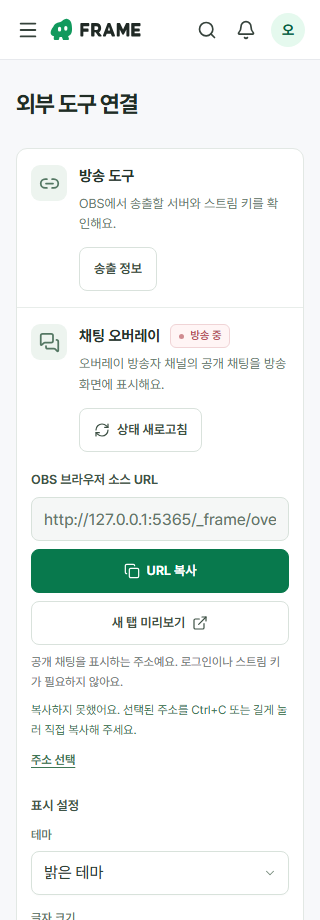 FRAME
오
외부 도구 연결
방송 도구
OBS에서 송출할 서버와 스트림 키를 확
인해요.
송출 정보
채팅 오버레이
방송 중
오버레이 방송자 채널의 공개 채팅을 방송
화면에 표시해요.
상태 새로고침
OBS 브라우저 소스 URL
http://127.0.0.1:5365/_frame/ove
URL 복사
새 탭 미리보기
공개 채팅을 표시하는 주소예요. 로그인이나 스트림 키
가 필요하지 않아요.
복사하지 못했어요. 선택된 주소를 Ctrl+C 또는 길게 눌
러 직접 복사해 주세요.
주소 선택
표시 설정
테마
밝은 테마
글자 크기